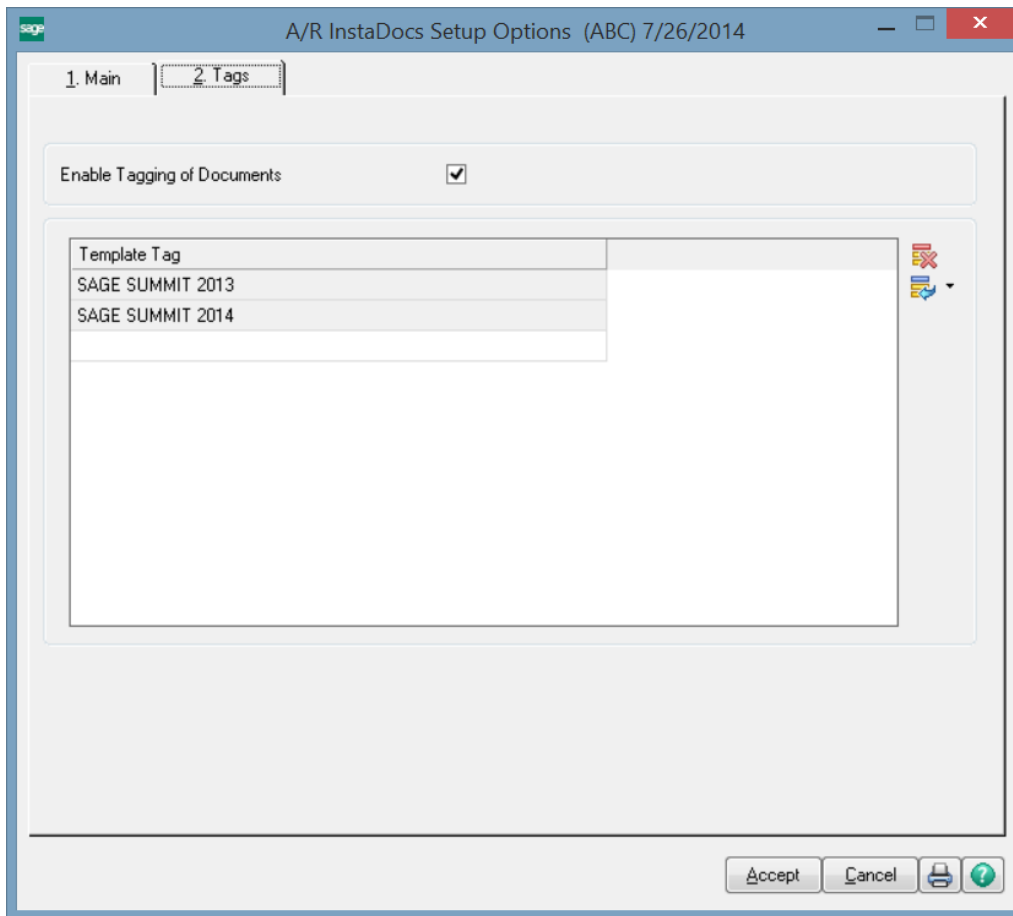 sage
A/R InstaDocs Setup Options (ABC) 7/26/2014
1. Main
2. Tags
Enable Tagging of Documents
Template Tag
SAGE SUMMIT 2013
SAGE SUMMIT 2014
Accept
Cancel
?